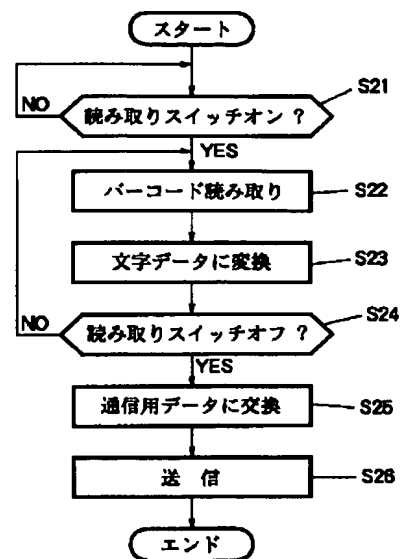 スタート
S21
NO
読み取りスイッチオン ?
YES
バーコード読み取り
S22
文字データに変換
S23
S24
NO
読み取りスイッチオフ ?
YES
通信用データに交換
S25
送 信
S26
エンド